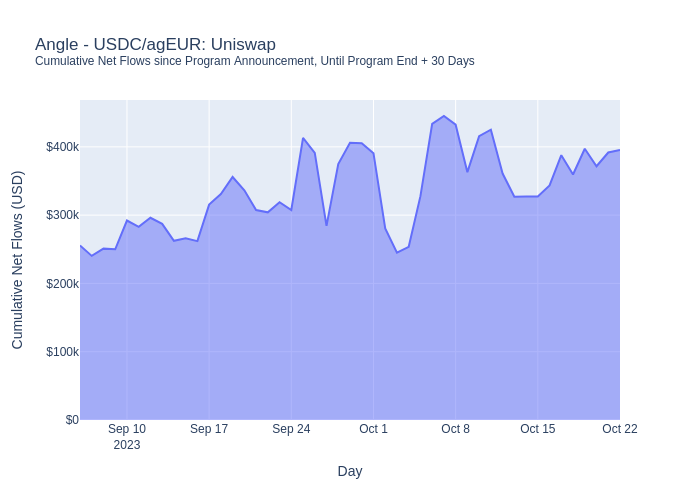 Angle - USDC/agEUR: Uniswap
Cumulative Net Flows since Program Announcement, Until Program End + 30 Days
Cumulative Net Flows (USD)
$400k
$300k
$200k
$100k
$0
Sep 10
2023
Sep 17
Sep 24
Oct 1
Oct 8
Oct 15
Oct 22
Day